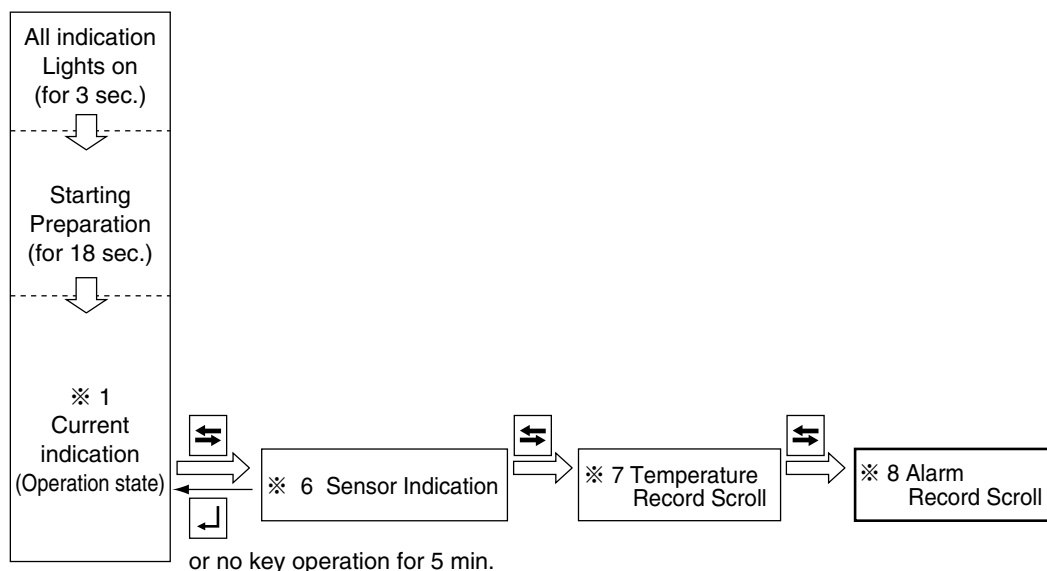 All indication
Lights on
(for 3 sec.)
Starting
Preparation
(for 18 sec.)
※ 1
Current
indication
(Operation state)
※ 6 Sensor Indication
※ 7 Temperature
Record Scroll
※ 8 Alarm
Record Scroll
or no key operation for 5 min.